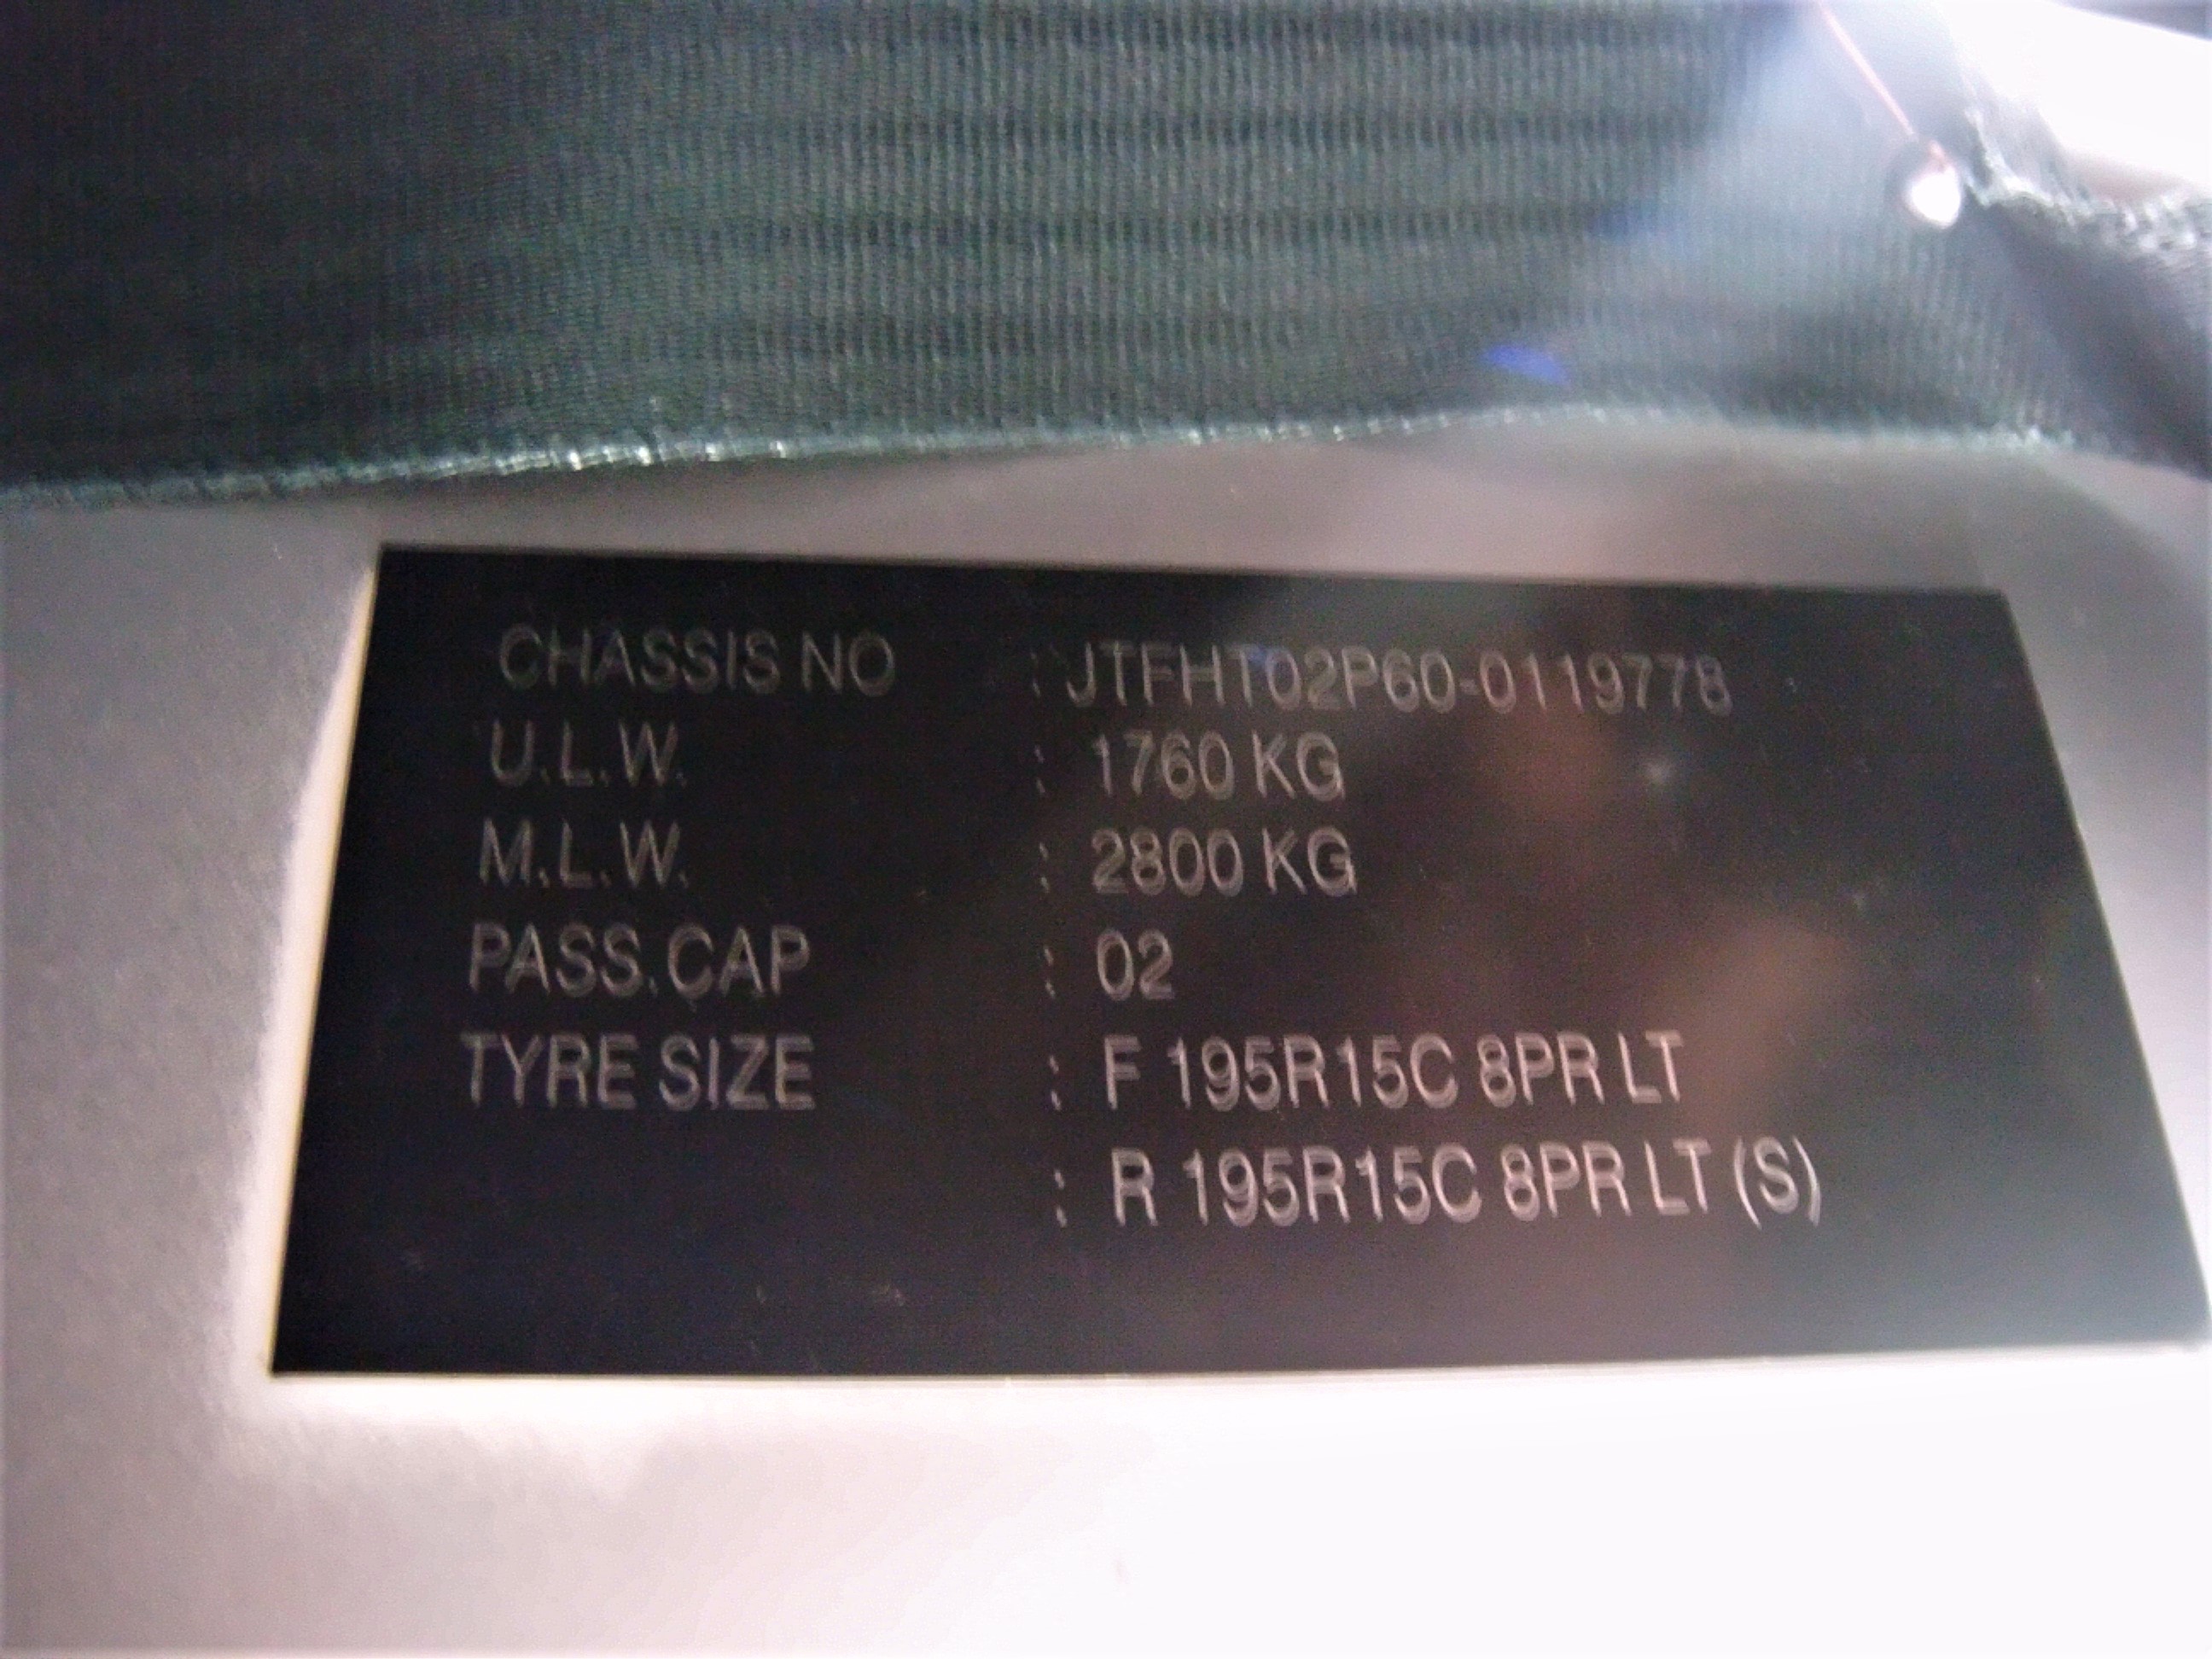 CHASSIS NO : JTFHT02P60-0119778
U.L.W. : 1760 KG
M.L.W. : 2800 KG
PASS.CAP : 02
TYRE SIZE : F 195R15C 8PR LT
: R 195R15C 8PR LT (S)